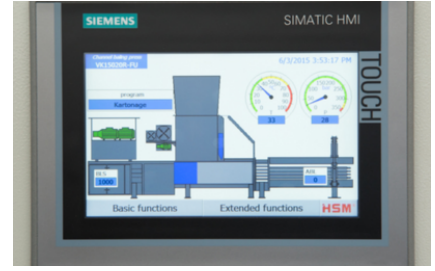 SIEMENS
SIMATIC HMI
TOUCH
Channel baling press
VK15020R-FU
6/3/2015 3:53:17 PM
program
Kartonage
33
28
1000
0
Basic functions
Extended functions
HSM